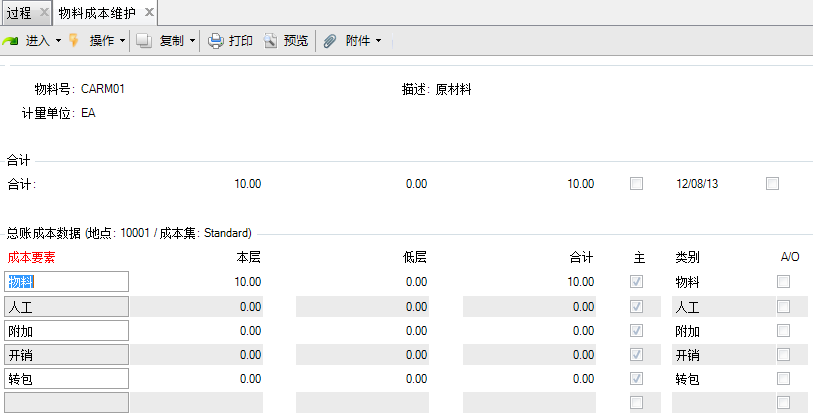 过程 物料成本维护
进入 操作 复制 打印 预览 附件
物料号: CARM01 描述: 原材料
计量单位: EA
合计
合计: 10.00 0.00 10.00 12/08/13
总账成本数据 (地点: 10001 / 成本集: Standard)
成本要素 本层 低层 合计 主 类别 A/O
物料 10.00 0.00 10.00 物料
人工 0.00 0.00 0.00 人工
附加 0.00 0.00 0.00 附加
开销 0.00 0.00 0.00 开销
转包 0.00 0.00 0.00 转包